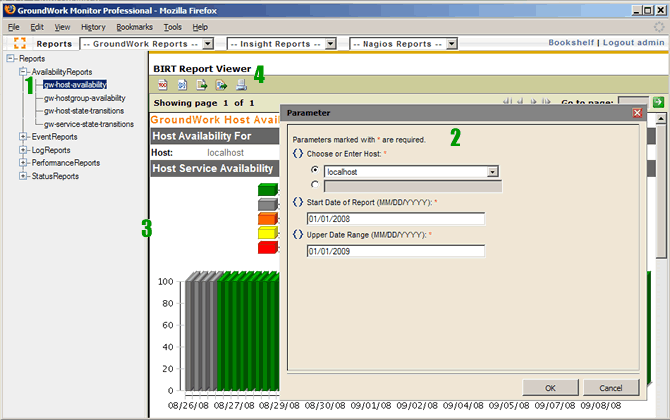 GroundWork Monitor Professional - Mozilla Firefox
File Edit View History Bookmarks Tools Help
Reports -- GroundWork Reports -- -- Insight Reports -- -- Nagios Reports -- Bookshelf | Logout admin
Reports
AvailabilityReports
1
gw-host-availability
gw-hostgroup-availability
gw-host-state-transitions
gw-service-state-transitions
EventReports
LogReports
PerformanceReports
StatusReports
3
BIRT Report Viewer
4
Showing page 1 of 1
Go to page:
GroundWork Host Avai
Host Availability For
Host: localhost
Host Service Availability
Parameter
2
Parameters marked with * are required.
Choose or Enter Host: *
localhost
Start Date of Report (MM/DD/YYYY): *
01/01/2008
Upper Date Range (MM/DD/YYYY): *
01/01/2009
OK Cancel
100
80
60
40
20
0
08/26/08 08/27/08 08/29/08 08/30/08 09/01/08 09/02/08 09/04/08 09/05/08 09/07/08 09/08/08